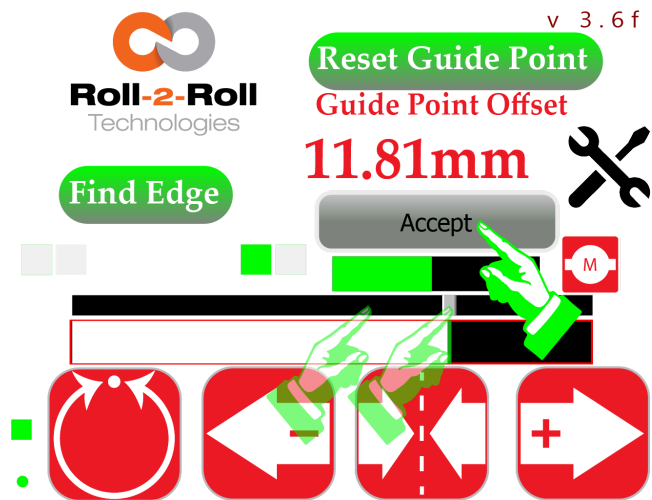 v 3.6f
Roll-2-Roll
Technologies
Reset Guide Point
Guide Point Offset
11.81mm
Find Edge
Accept
M
-
+